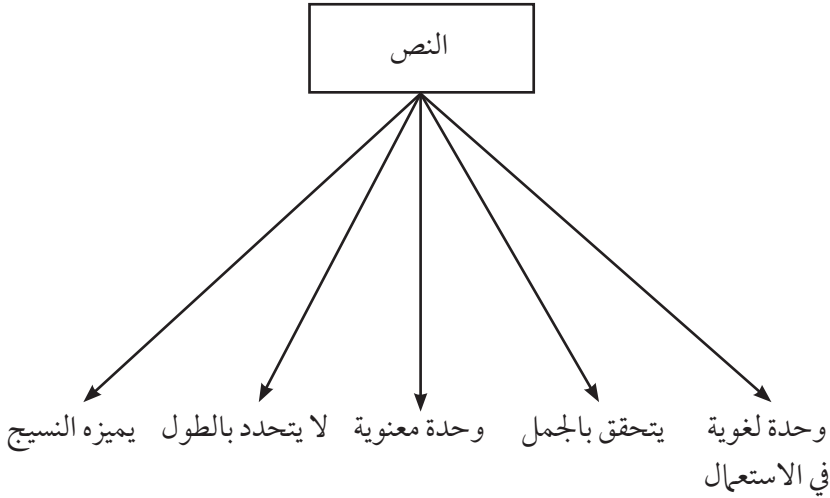 النص
وحدة لغوية في الاستعمال
يتحقق بالجمل
وحدة معنوية
لا يتحدد بالطول
يميزه النسيج